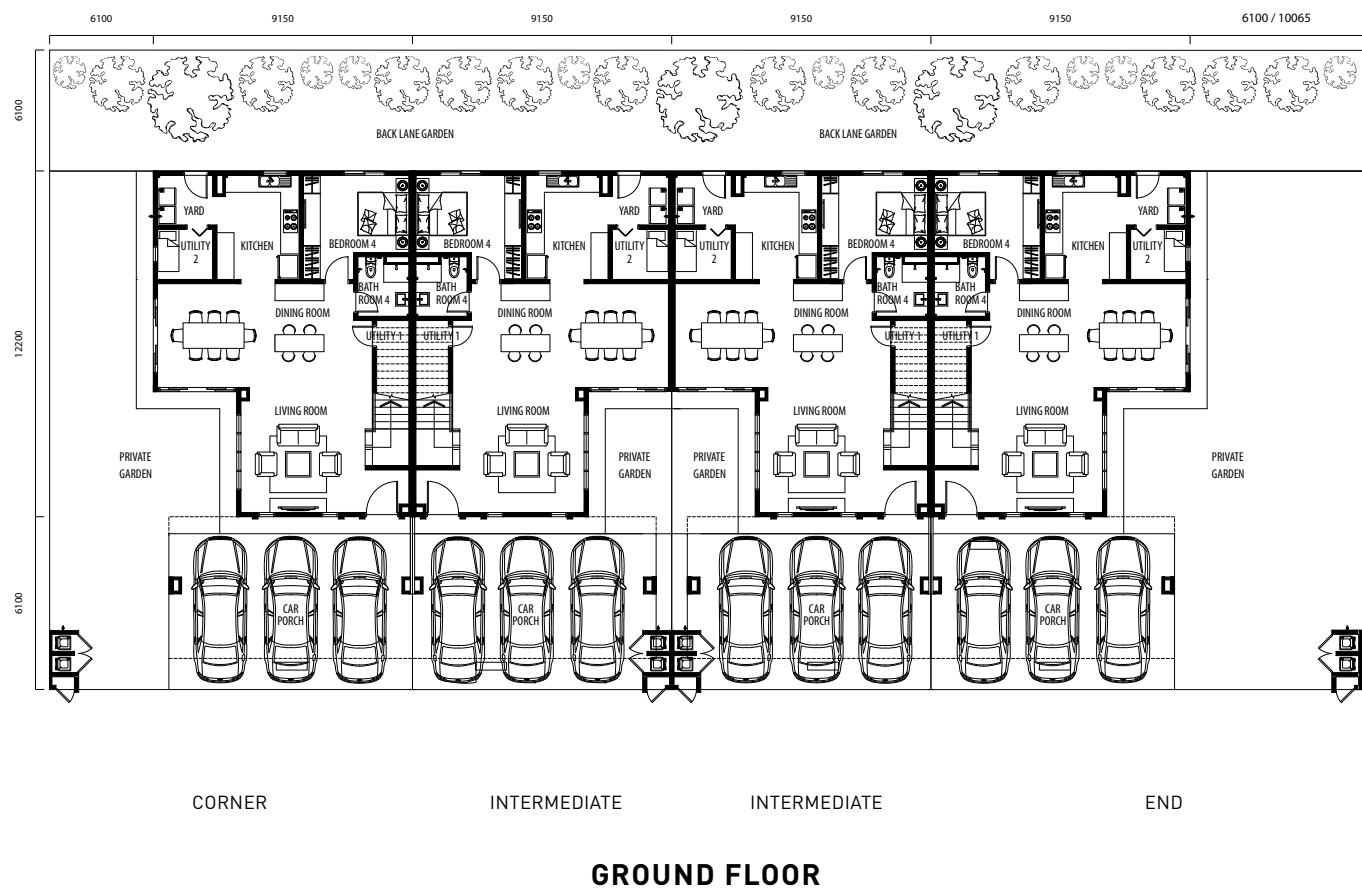 6100
9150
9150
9150
9150
6100 / 10065
6100
12200
6100
BACK LANE GARDEN
BACK LANE GARDEN
YARD
UTILITY
2
KITCHEN
BEDROOM 4
BATH
ROOM 4
DINING ROOM
UTILITY 1
LIVING ROOM
PRIVATE
GARDEN
CAR
PORCH
BEDROOM 4
KITCHEN
YARD
UTILITY
2
BATH
ROOM 4
DINING ROOM
UTILITY 1
LIVING ROOM
PRIVATE
GARDEN
CAR
PORCH
YARD
UTILITY
2
KITCHEN
BEDROOM 4
BATH
ROOM 4
DINING ROOM
UTILITY 1
LIVING ROOM
PRIVATE
GARDEN
CAR
PORCH
BEDROOM 4
KITCHEN
YARD
UTILITY
2
BATH
ROOM 4
DINING ROOM
UTILITY 1
LIVING ROOM
PRIVATE
GARDEN
CAR
PORCH
CORNER
INTERMEDIATE
INTERMEDIATE
END
GROUND FLOOR